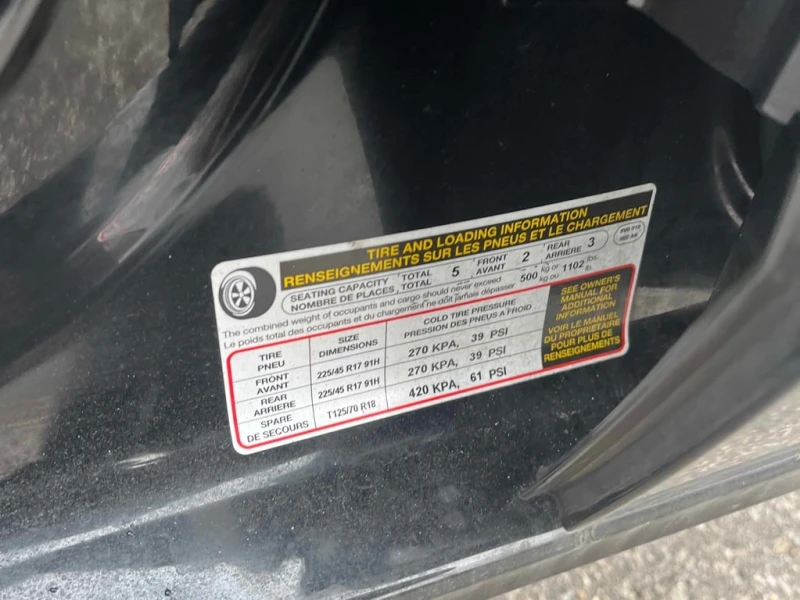 TIRE AND LOADING INFORMATION
RENSEIGNEMENTS SUR LES PNEUS ET LE CHARGEMENT
SEATING CAPACITY TOTAL 5 FRONT 2 REAR 3
NOMBRE DE PLACES, TOTAL AVANT ARRIÈRE
The combined weight of occupants and cargo should never exceed 500 kg or 1102 lbs.
Le poids total des occupants et du chargement ne doit jamais dépasser kg ou lb.
TIRE SIZE COLD TIRE PRESSURE
PNEU DIMENSIONS PRESSION DES PNEUS A FROID
FRONT 225/45 R17 91H 270 KPA, 39 PSI
AVANT
REAR 225/45 R17 91H 270 KPA, 39 PSI
ARRIERE
SPARE T125/70 R18 420 KPA, 61 PSI
DE SECOURS
SEE OWNER'S
MANUAL FOR
ADDITIONAL
INFORMATION
VOIR LE MANUEL
DU PROPRIETAIRE
POUR PLUS DE
RENSEIGNEMENTS